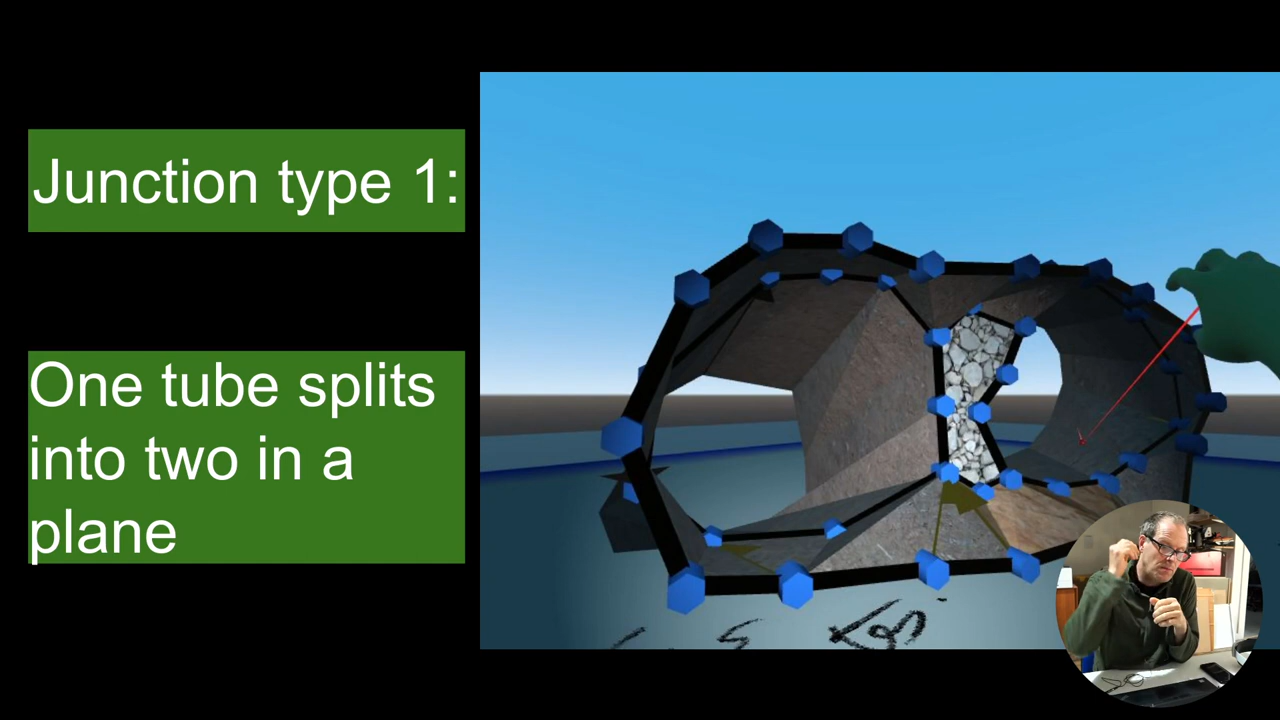 Junction type 1:
One tube splits
into two in a
plane